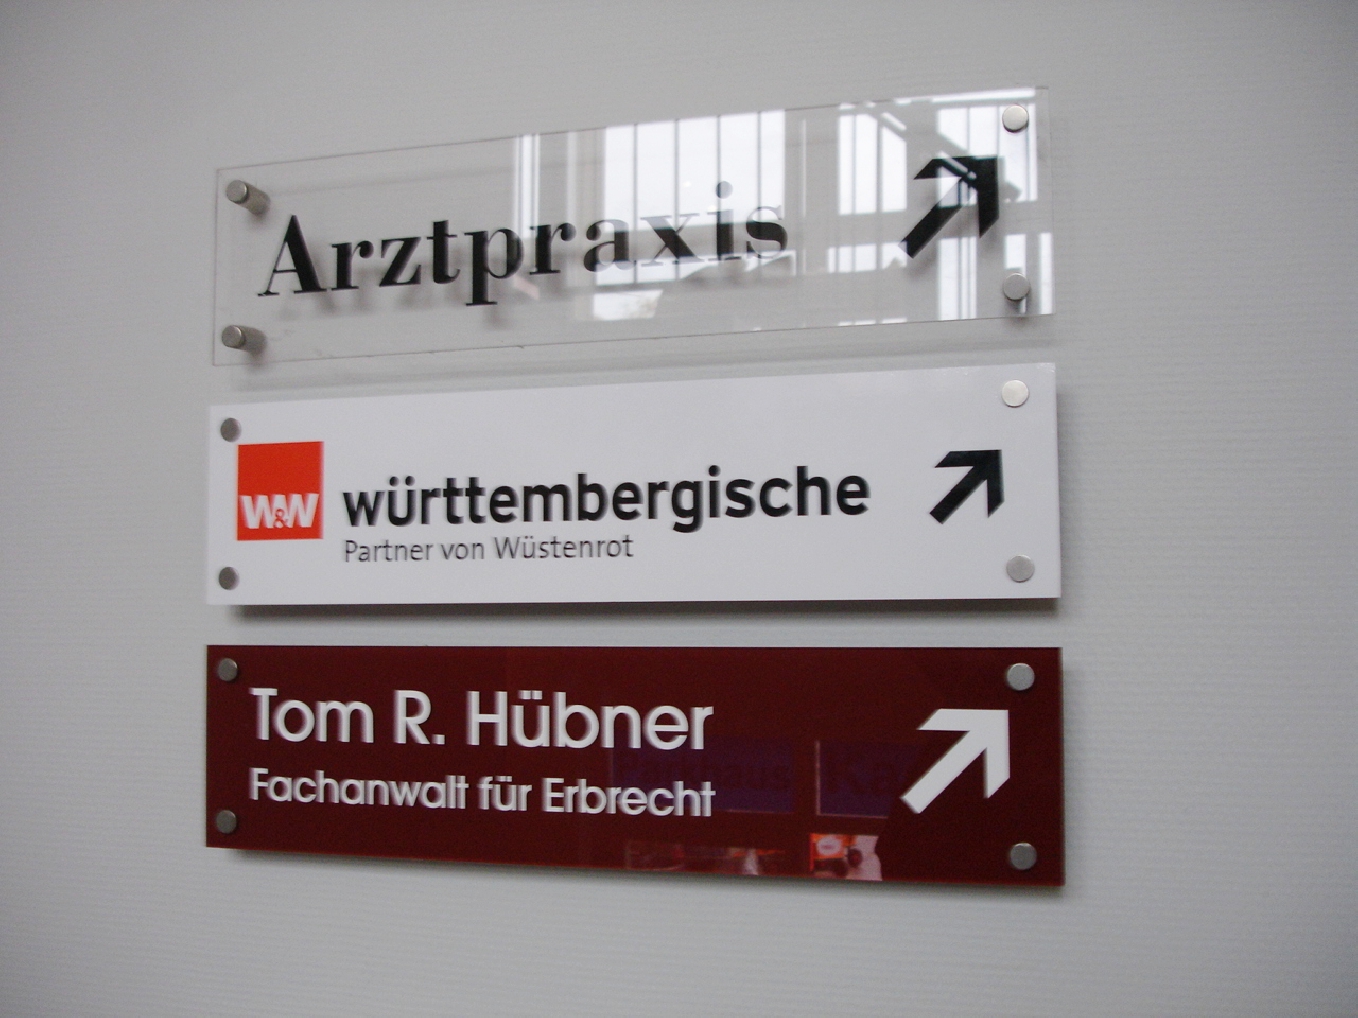 Arztpraxis
W&W
württembergische
Partner von Wüstenrot
Tom R. Hübner
Fachanwalt für Erbrecht